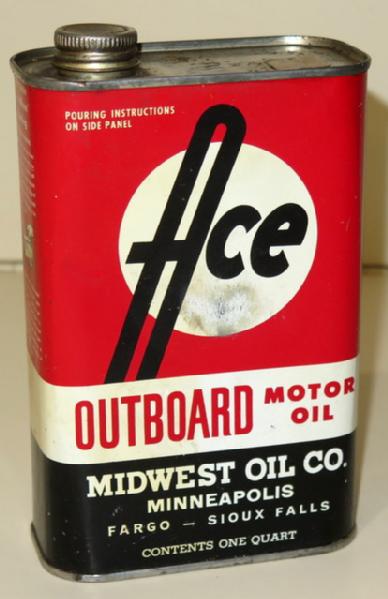 POURING INSTRUCTIONS
ON SIDE PANEL
Ace
OUTBOARD MOTOR OIL
MIDWEST OIL CO.
MINNEAPOLIS
FARGO — SIOUX FALLS
CONTENTS ONE QUART